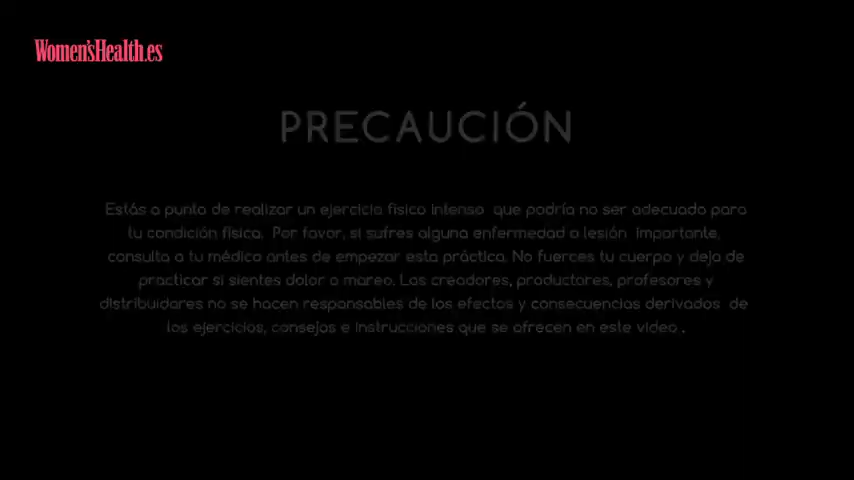 Women'sHealth.es
PRECAUCIÓN
Estás a punto de realizar un ejercicio físico intenso que podría no ser adecuado para
tu condición física. Por favor, si sufres alguna enfermedad o lesión importante,
consulta a tu médico antes de empezar esta práctica. No fuerces tu cuerpo y deja de
practicar si sientes dolor o mareo. Los creadores, productores, profesores y
distribuidores no se hacen responsables de los efectos y consecuencias derivados de
los ejercicios, consejos e instrucciones que se ofrecen en este video .